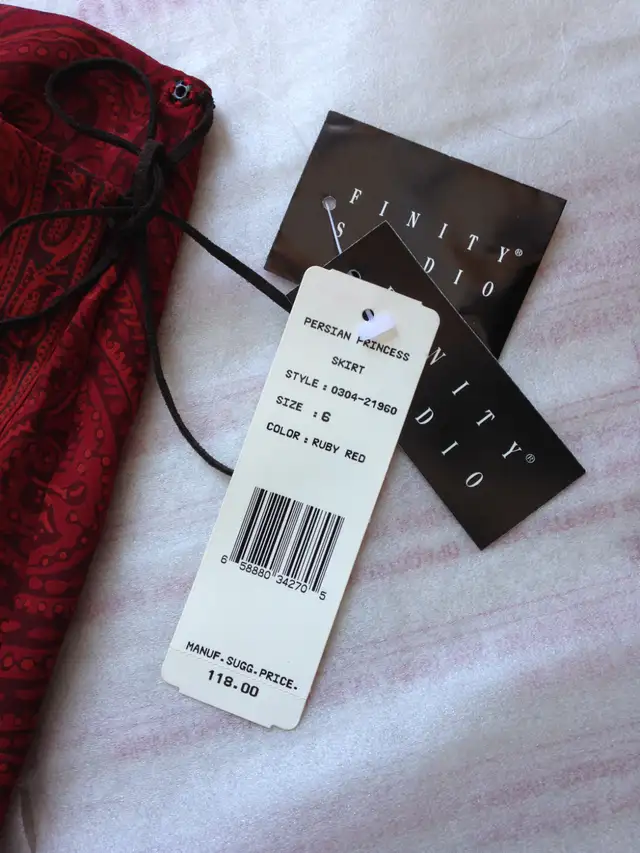 FINITY®
S DIO
NITY®
DIO
PERSIAN PRINCESS
SKIRT
STYLE : 0304-21960
SIZE : 6
COLOR : RUBY RED
6 58880 34270 5
MANUF.SUGG.PRICE.
118.00